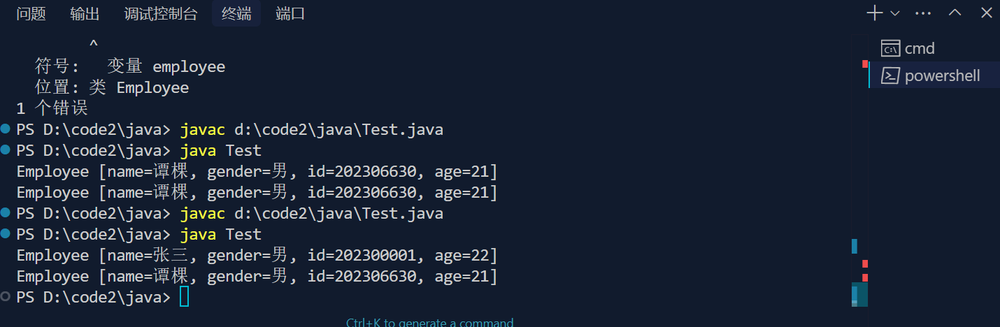 问题 输出 调试控制台 终端 端口
^
符号:   变量 employee
位置: 类 Employee
1 个错误
PS D:\code2\java> javac d:\code2\java\Test.java
PS D:\code2\java> java Test
Employee [name=谭棵, gender=男, id=202306630, age=21]
Employee [name=谭棵, gender=男, id=202306630, age=21]
PS D:\code2\java> javac d:\code2\java\Test.java
PS D:\code2\java> java Test
Employee [name=张三, gender=男, id=202300001, age=22]
Employee [name=谭棵, gender=男, id=202306630, age=21]
PS D:\code2\java>
Ctrl+K to generate a command
cmd
powershell